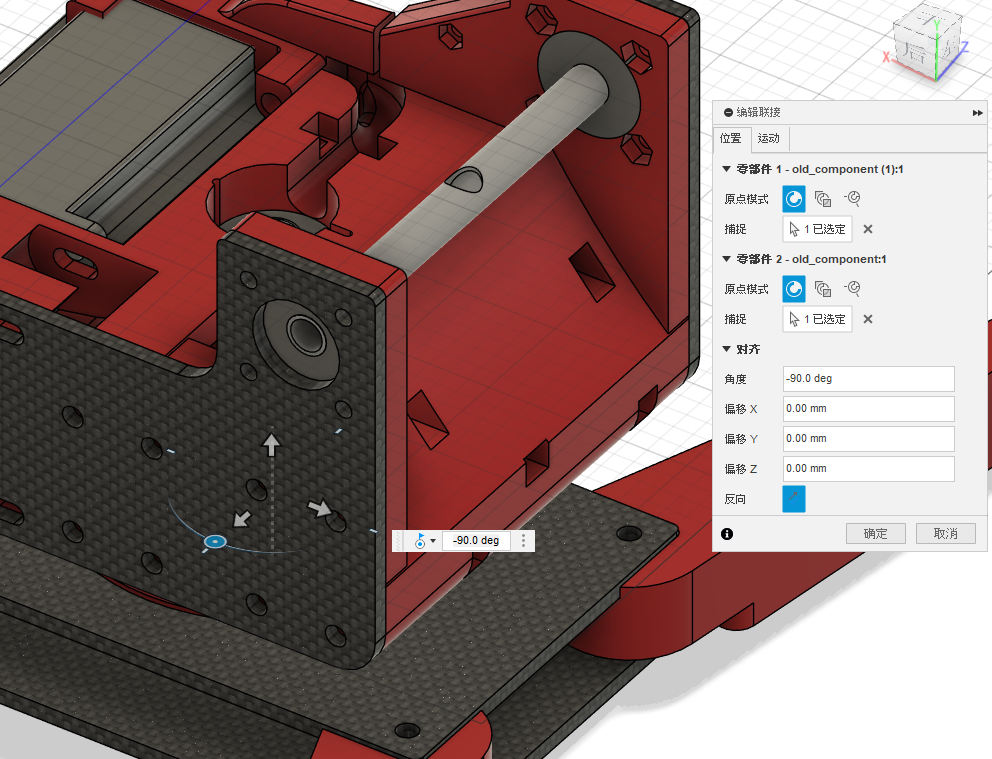 编辑联接
位置 运动
零部件 1 - old_component (1):1
原点模式
捕捉 1 已选定
零部件 2 - old_component:1
原点模式
捕捉 1 已选定
对齐
角度 -90.0 deg
偏移 X 0.00 mm
偏移 Y 0.00 mm
偏移 Z 0.00 mm
反向
确定 取消
-90.0 deg
X
Y
Z